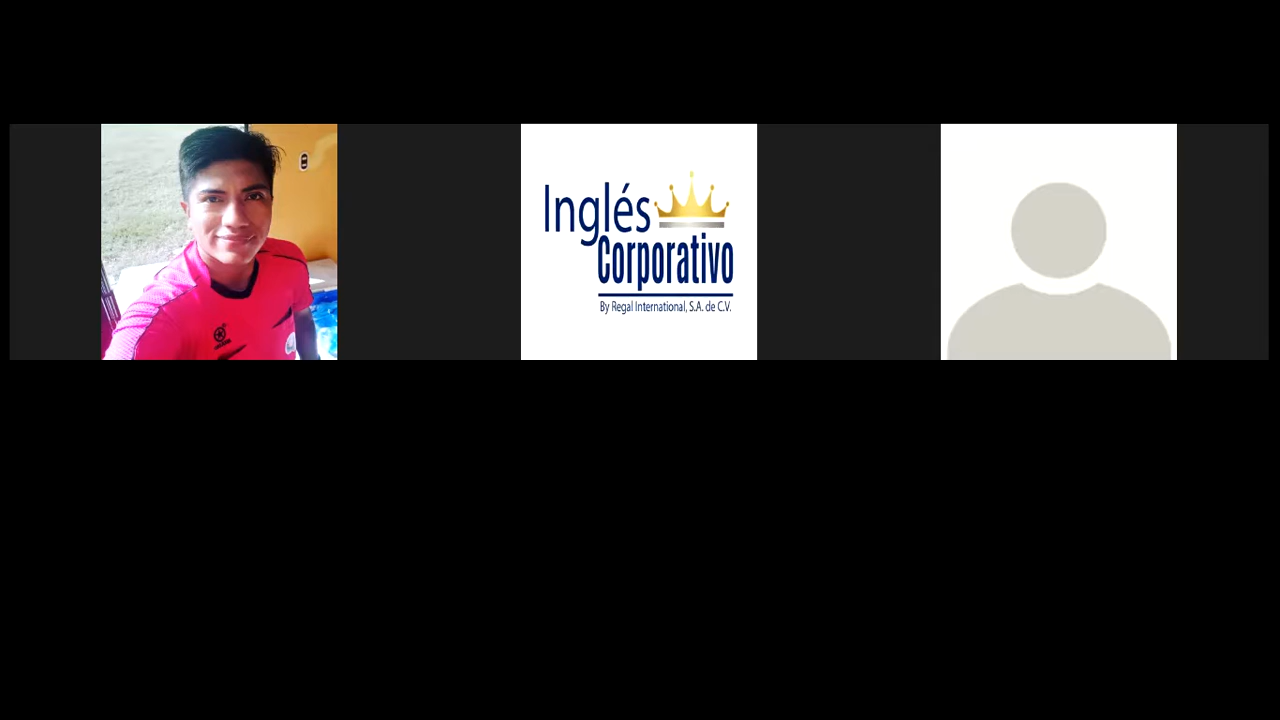 Inglés
Corporativo
By Regal International, S.A. de C.V.